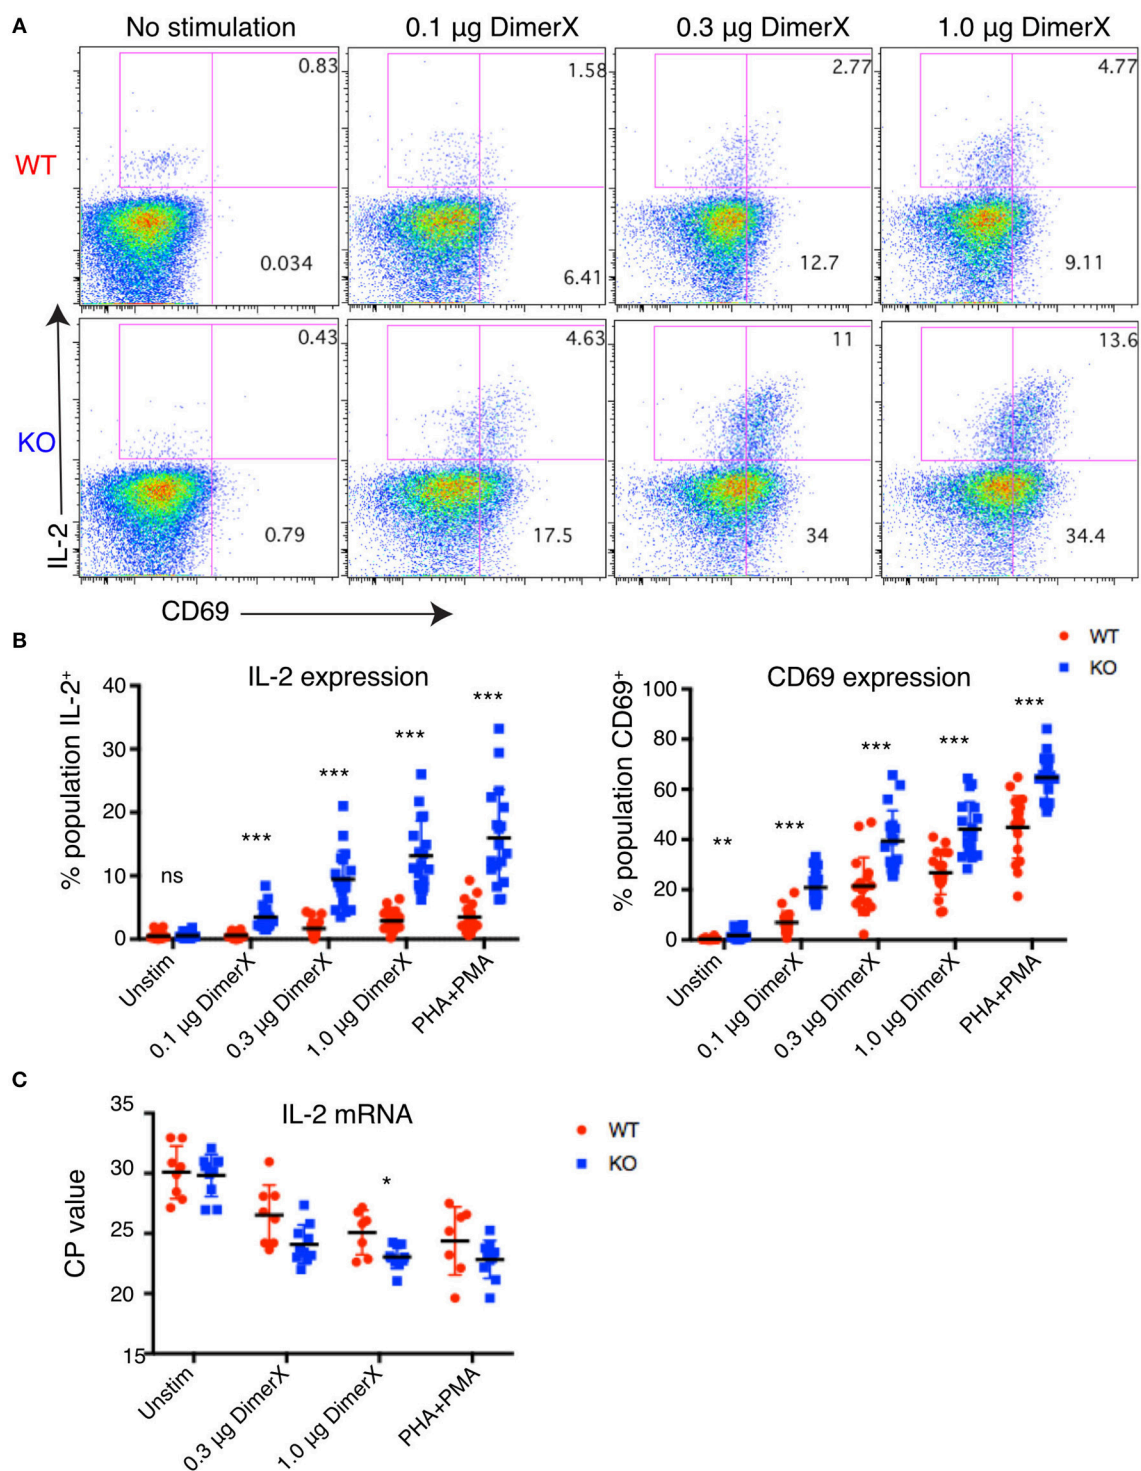 A
No stimulation
0.1 µg DimerX
0.3 µg DimerX
1.0 µg DimerX
WT
0.83
0.034
1.58
6.41
2.77
12.7
4.77
9.11
KO
0.43
0.79
4.63
17.5
11
34
13.6
34.4
IL-2
CD69
B
WT
KO
IL-2 expression
% population IL-2+
40
30
20
10
0
ns
***
***
***
***
Unstim
0.1 µg DimerX
0.3 µg DimerX
1.0 µg DimerX
PHA+PMA
CD69 expression
% population CD69+
100
80
60
40
20
0
**
***
***
***
***
Unstim
0.1 µg DimerX
0.3 µg DimerX
1.0 µg DimerX
PHA+PMA
C
IL-2 mRNA
CP value
35
30
25
20
15
*
WT
KO
Unstim
0.3 µg DimerX
1.0 µg DimerX
PHA+PMA